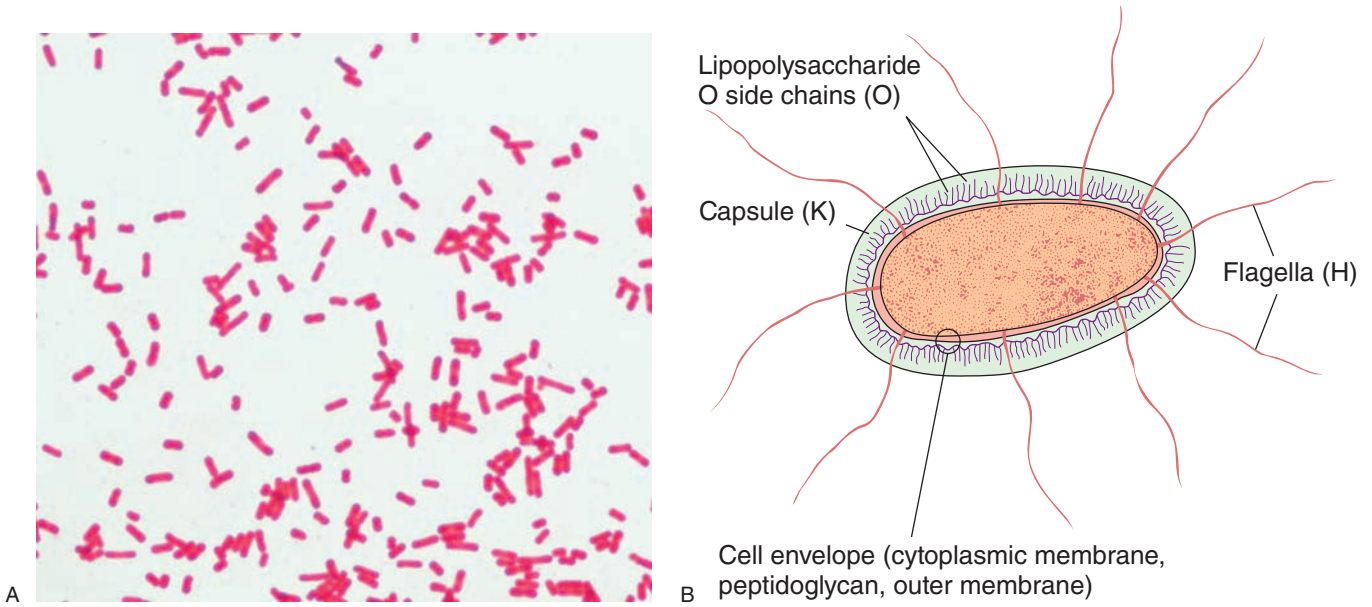 Lipopolysaccharide
O side chains (O)
Capsule (K)
Flagella (H)
Cell envelope (cytoplasmic membrane,
peptidoglycan, outer membrane)
A
B